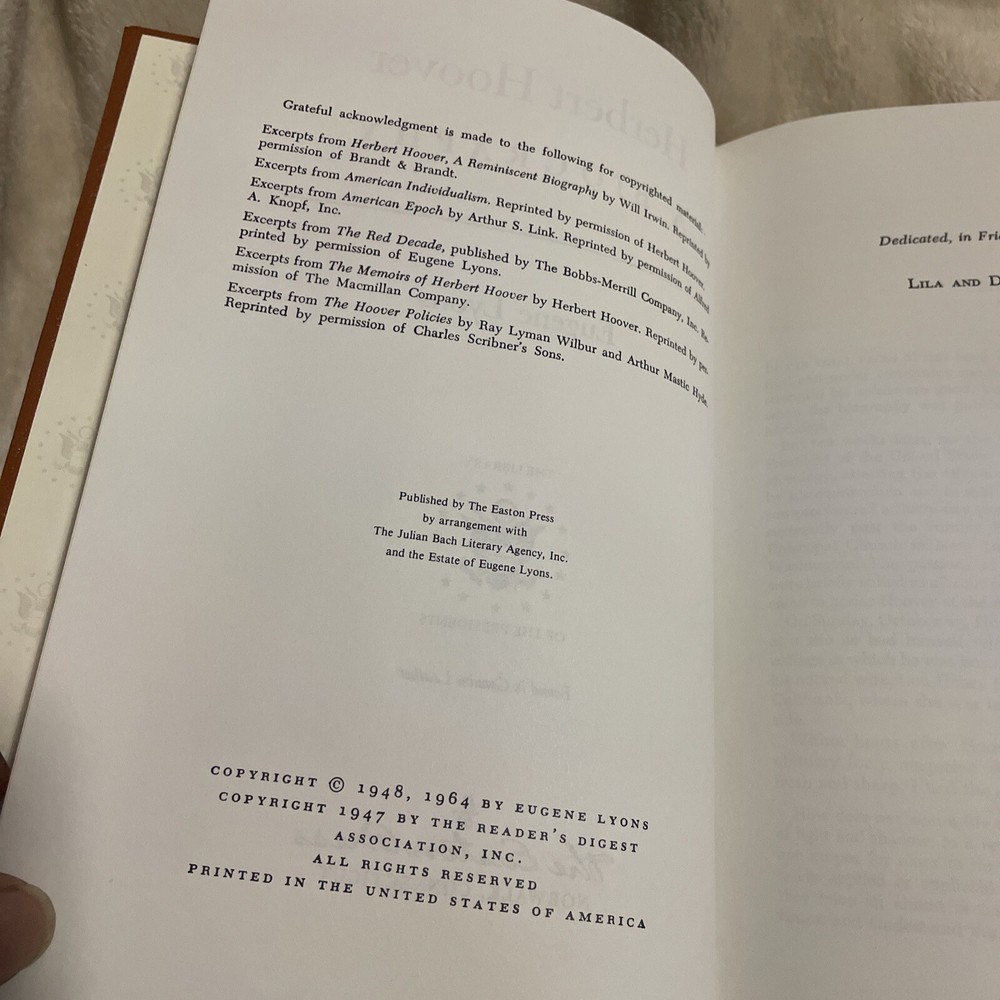 Grateful acknowledgment is made to the following for copyrighted material.
Excerpts from Herbert Hoover, A Reminiscent Biography by Will Irwin. Reprinted by
permission of Brandt & Brandt.
Excerpts from American Individualism. Reprinted by permission of Herbert Hoover.
Excerpts from American Epoch by Arthur S. Link. Reprinted by permission of Alfred
A. Knopf, Inc.
Excerpts from The Red Decade, published by The Bobbs-Merrill Company, Inc. Re-
printed by permission of Eugene Lyons.
Excerpts from The Memoirs of Herbert Hoover by Herbert Hoover. Reprinted by per-
mission of The Macmillan Company.
Excerpts from The Hoover Policies by Ray Lyman Wilbur and Arthur Mastic Hyde.
Reprinted by permission of Charles Scribner's Sons.
Published by The Easton Press
by arrangement with
The Julian Bach Literary Agency, Inc.
and the Estate of Eugene Lyons.
COPYRIGHT © 1948, 1964 BY EUGENE LYONS
COPYRIGHT 1947 BY THE READER'S DIGEST
ASSOCIATION, INC.
ALL RIGHTS RESERVED
PRINTED IN THE UNITED STATES OF AMERICA
Dedicated, in Fri
LILA AND D